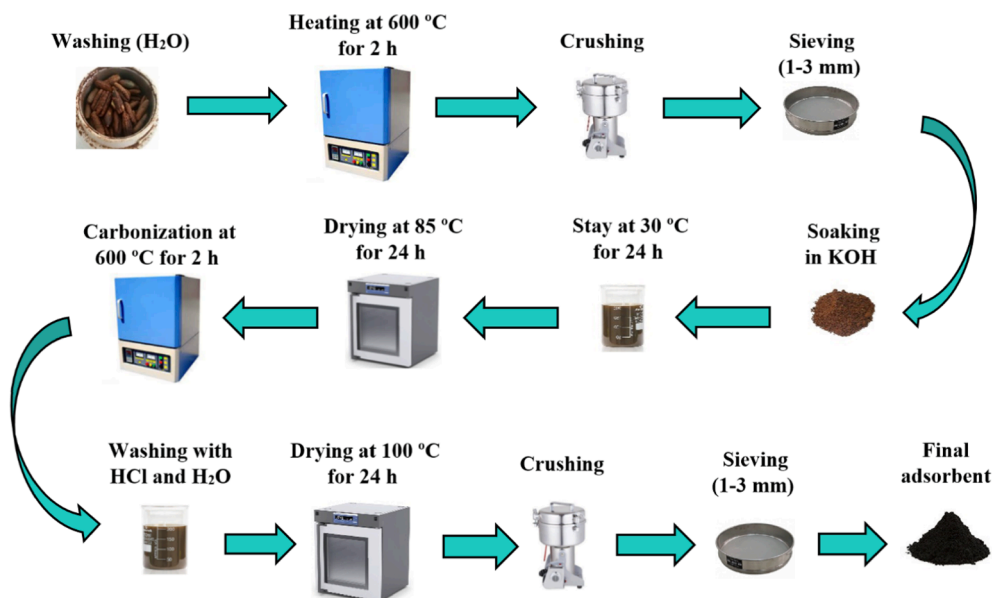 Washing (H₂O)
Heating at 600 ºC
for 2 h
Crushing
Sieving
(1-3 mm)
Soaking
in KOH
Stay at 30 ºC
for 24 h
Drying at 85 ºC
for 24 h
Carbonization at
600 ºC for 2 h
Washing with
HCl and H₂O
Drying at 100 ºC
for 24 h
Crushing
Sieving
(1-3 mm)
Final
adsorbent